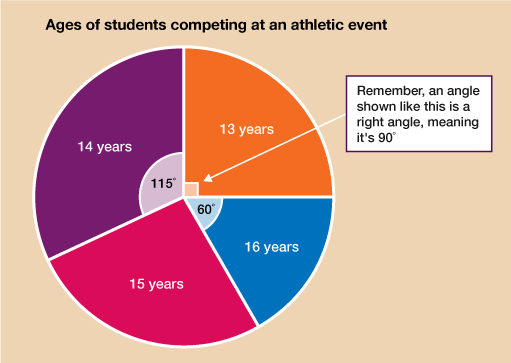 Ages of students competing at an athletic event
Remember, an angle
shown like this is a
right angle, meaning
it's 90°
13 years
14 years
115°
60°
16 years
15 years